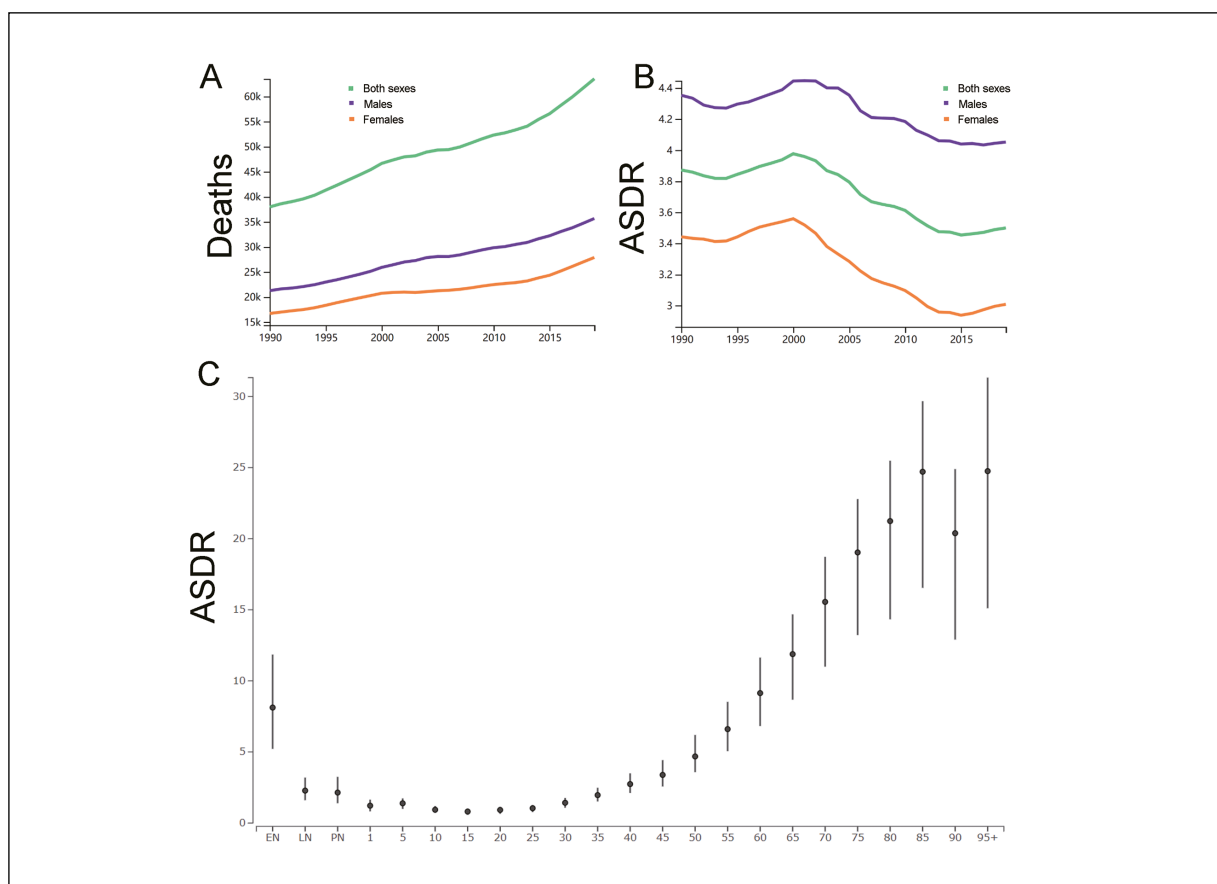 A
Both sexes
Males
Females
Deaths
60k
55k
50k
45k
40k
35k
30k
25k
20k
15k
1990 1995 2000 2005 2010 2015
B
Both sexes
Males
Females
ASDR
4.4
4.2
4
3.8
3.6
3.4
3.2
3
1990 1995 2000 2005 2010 2015
C
ASDR
30
25
20
15
10
5
0
EN LN PN 1 5 10 15 20 25 30 35 40 45 50 55 60 65 70 75 80 85 90 95+